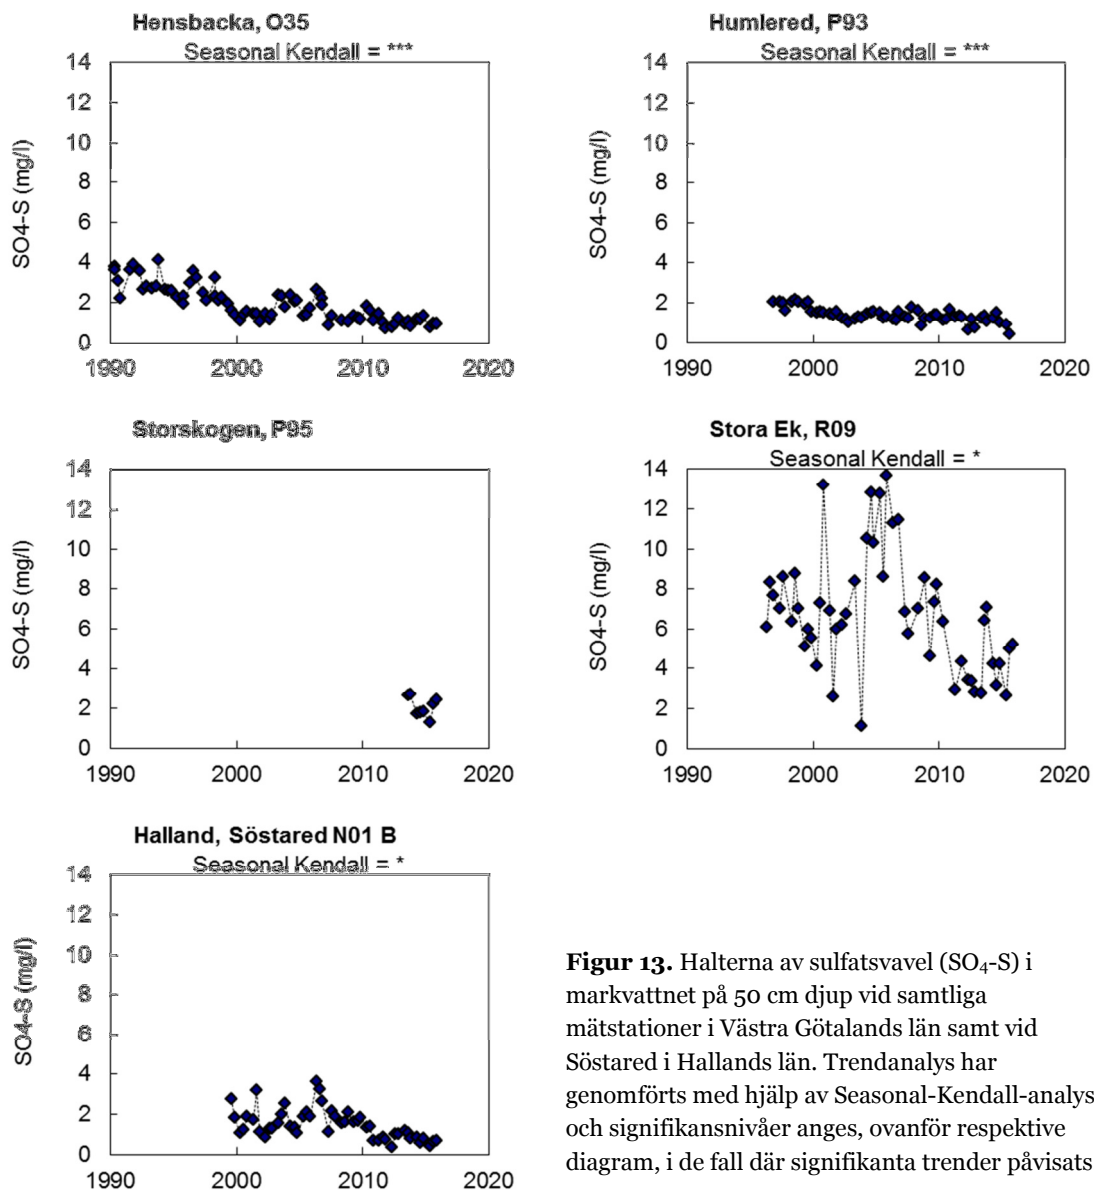 Hensbacka, O35
Seasonal Kendall = ***
SO4-S (mg/l)
14
12
10
8
6
4
2
0
1990
2000
2010
2020
Humlered, P93
Seasonal Kendall = ***
SO4-S (mg/l)
14
12
10
8
6
4
2
0
1990
2000
2010
2020
Storskogen, P95
SO4-S (mg/l)
14
12
10
8
6
4
2
0
1990
2000
2010
2020
Stora Ek, R09
Seasonal Kendall = *
SO4-S (mg/l)
14
12
10
8
6
4
2
0
1990
2000
2010
2020
Halland, Söstared N01 B
Seasonal Kendall = *
SO4-S (mg/l)
14
12
10
8
6
4
2
0
1990
2000
2010
2020
Figur 13. Halterna av sulfatsvavel (SO₄-S) i
markvattnet på 50 cm djup vid samtliga
mätstationer i Västra Götalands län samt vid
Söstared i Hallands län. Trendanalys har
genomförts med hjälp av Seasonal-Kendall-analys
och signifikansnivåer anges, ovanför respektive
diagram, i de fall där signifikanta trender påvisats